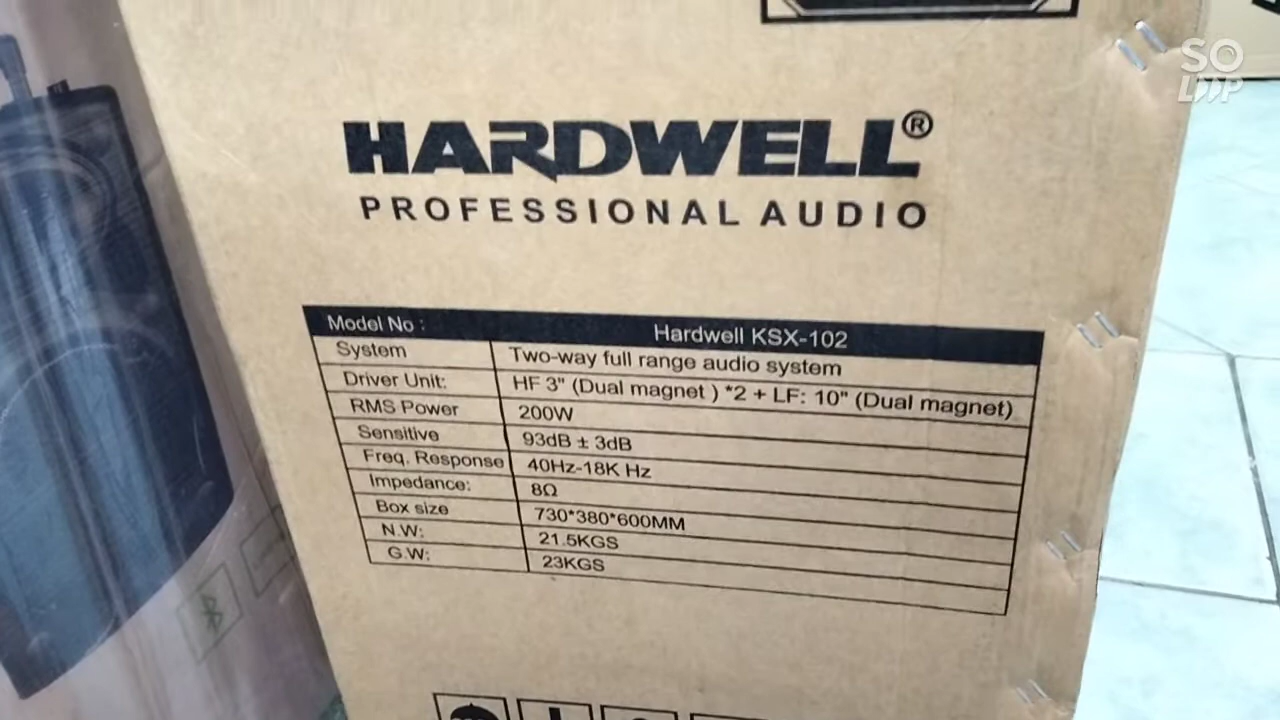 SO
LOOP
HARDWELL®
PROFESSIONAL AUDIO
Model No : Hardwell KSX-102
System Two-way full range audio system
Driver Unit: HF 3" (Dual magnet ) *2 + LF: 10" (Dual magnet)
RMS Power 200W
Sensitive 93dB ± 3dB
Freq. Response 40Hz-18K Hz
Impedance: 8Ω
Box size 730*380*600MM
N.W: 21.5KGS
G.W: 23KGS